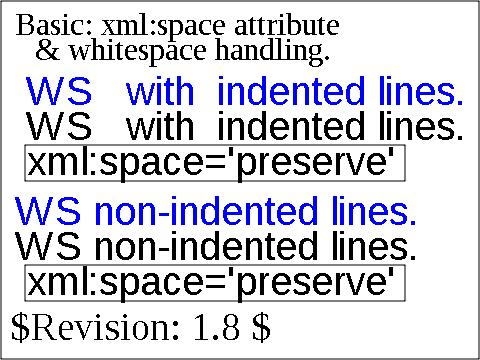 Basic: xml:space attribute
& whitespace handling.
WS   with  indented lines.
WS   with  indented lines.
xml:space='preserve'
WS non-indented lines.
WS non-indented lines.
xml:space='preserve'
$Revision: 1.8 $